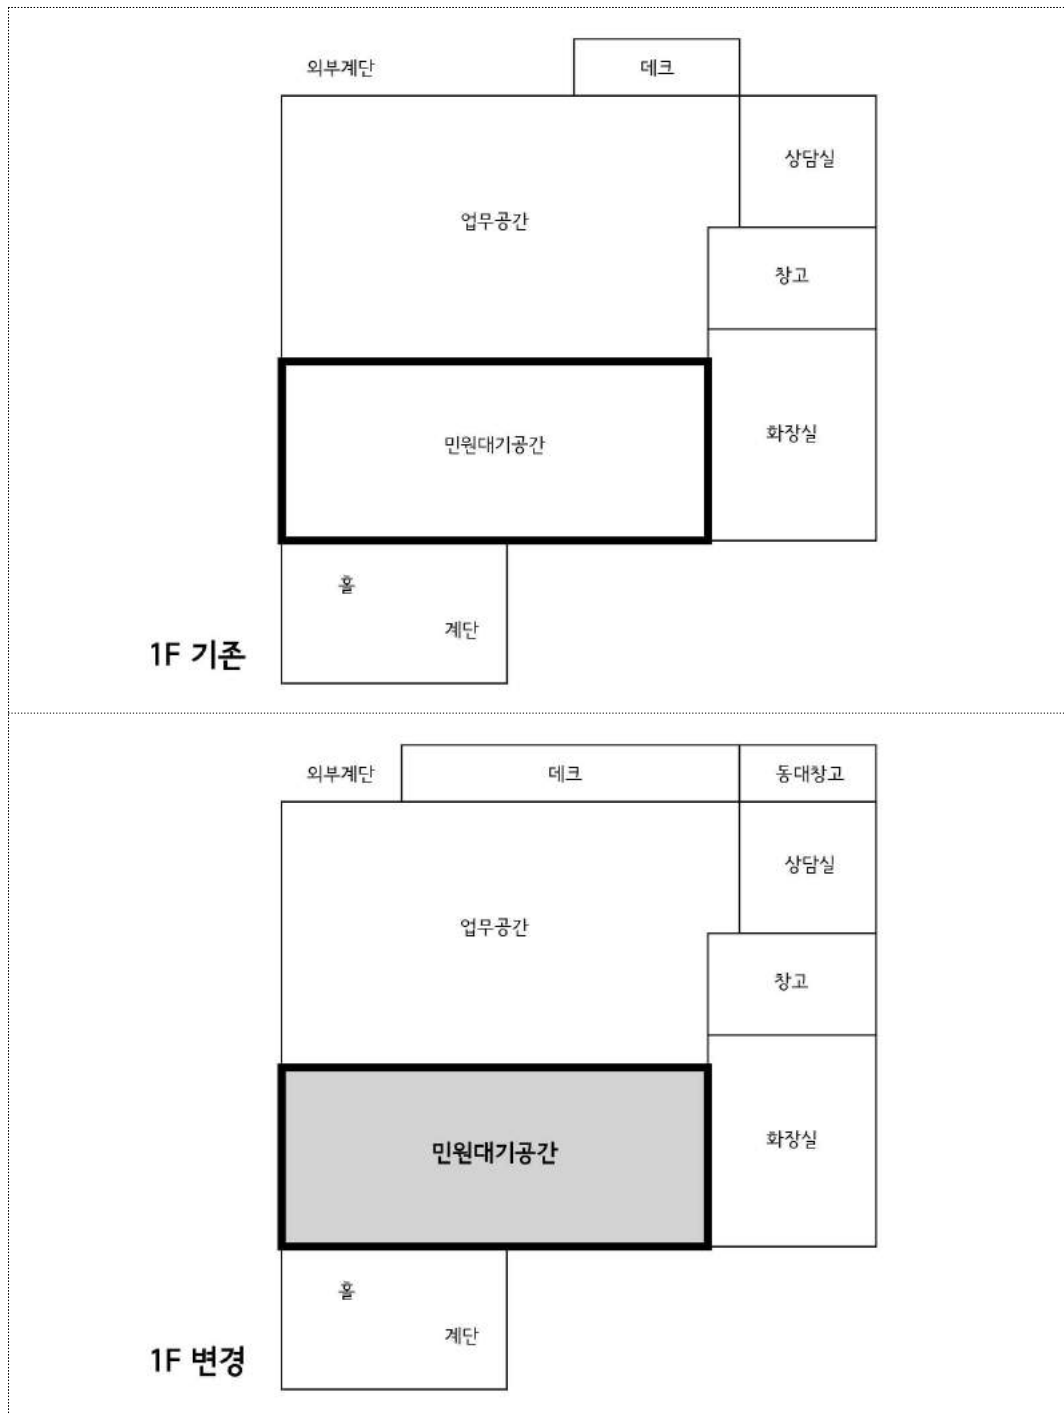 외부계단
데크
상담실
업무공간
창고
민원대기공간
화장실
홀
계단
1F 기존
외부계단
데크
동대창고
상담실
업무공간
창고
민원대기공간
화장실
홀
계단
1F 변경